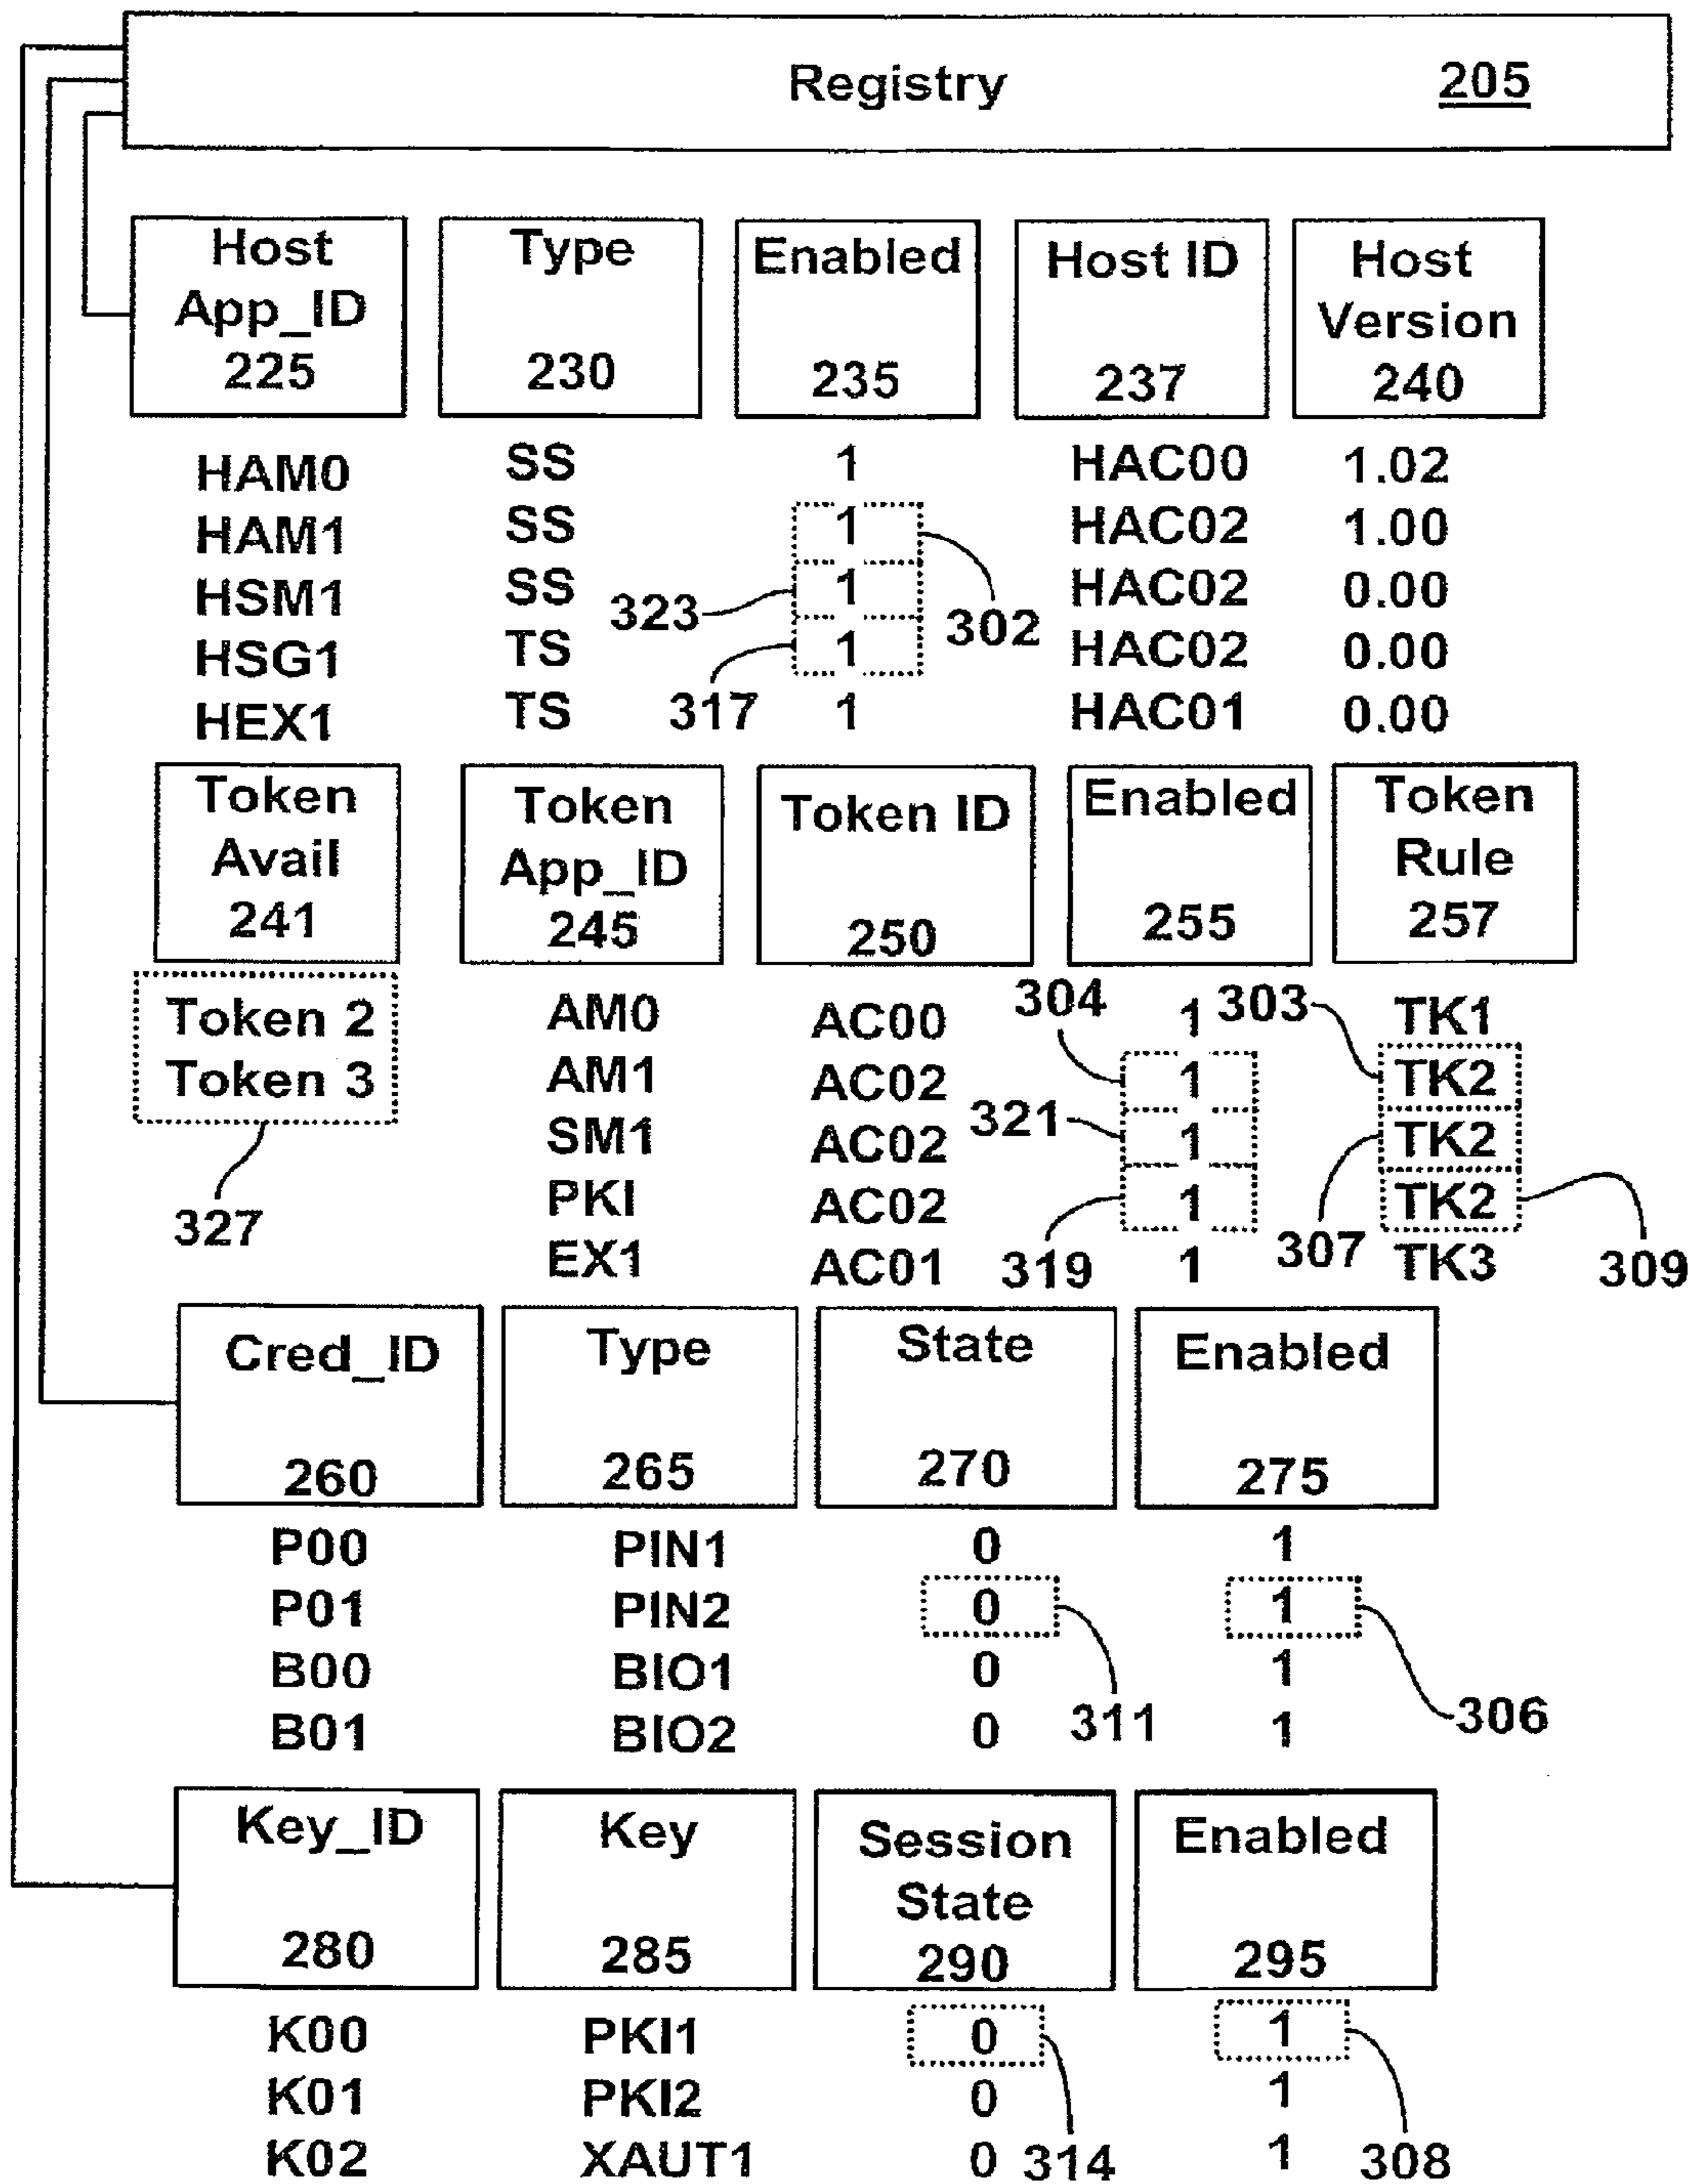 Registry 205
Host Type Enabled Host ID Host
App_ID Version
225 230 235 237 240
HAM0 SS 1 HAC00 1.02
HAM1 SS 1 HAC02 1.00
HSM1 SS 323 1 302 HAC02 0.00
HSG1 TS 1 HAC02 0.00
HEX1 TS 317 1 HAC01 0.00
Token Token Token ID Enabled Token
Avail App_ID Rule
241 245 250 255 257
Token 2 AM0 AC00 304 1 303 TK1
Token 3 AM1 AC02 1 TK2
SM1 AC02 321 1 TK2
327 PKI AC02 1 307 TK2
EX1 AC01 319 1 TK3 309
Cred_ID Type State Enabled
260 265 270 275
P00 PIN1 0 1
P01 PIN2 0 1
B00 BIO1 0 1
B01 BIO2 0 311 1 306
Key_ID Key Session Enabled
State
280 285 290 295
K00 PKI1 0 1
K01 PKI2 0 1
K02 XAUT1 0 314 1 308